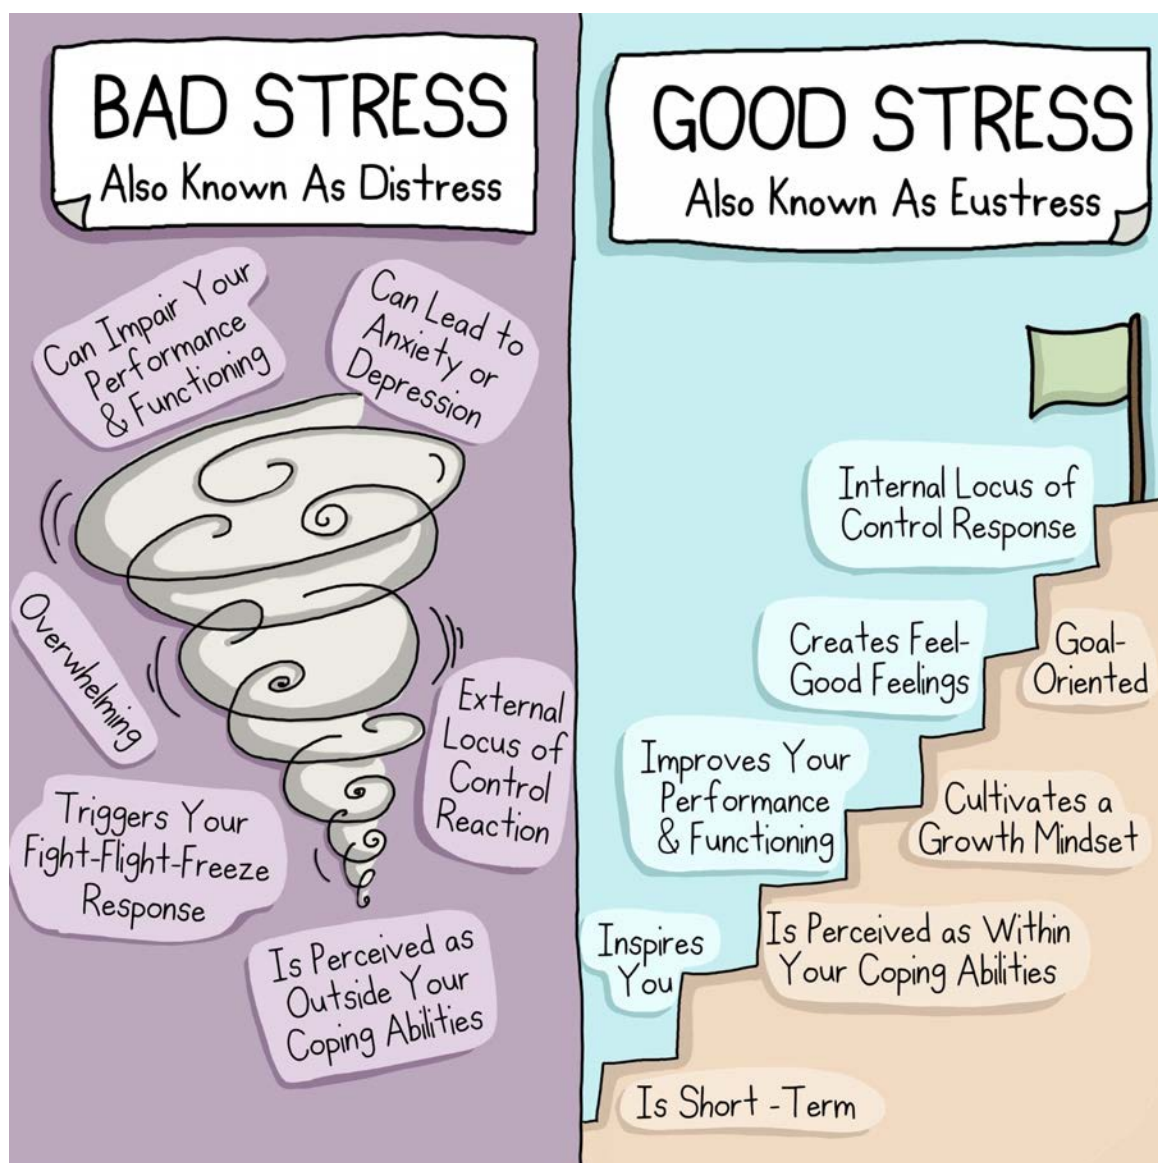 BAD STRESS
Also Known As Distress
Can Impair Your
Performance
& Functioning
Can Lead to
Anxiety or
Depression
Overwhelming
External
Locus of
Control
Reaction
Triggers Your
Fight-Flight-Freeze
Response
Is Perceived as
Outside Your
Coping Abilities
GOOD STRESS
Also Known As Eustress
Internal Locus of
Control Response
Creates Feel-
Good Feelings
Goal-
Oriented
Improves Your
Performance
& Functioning
Cultivates a
Growth Mindset
Inspires
You
Is Perceived as Within
Your Coping Abilities
Is Short-Term